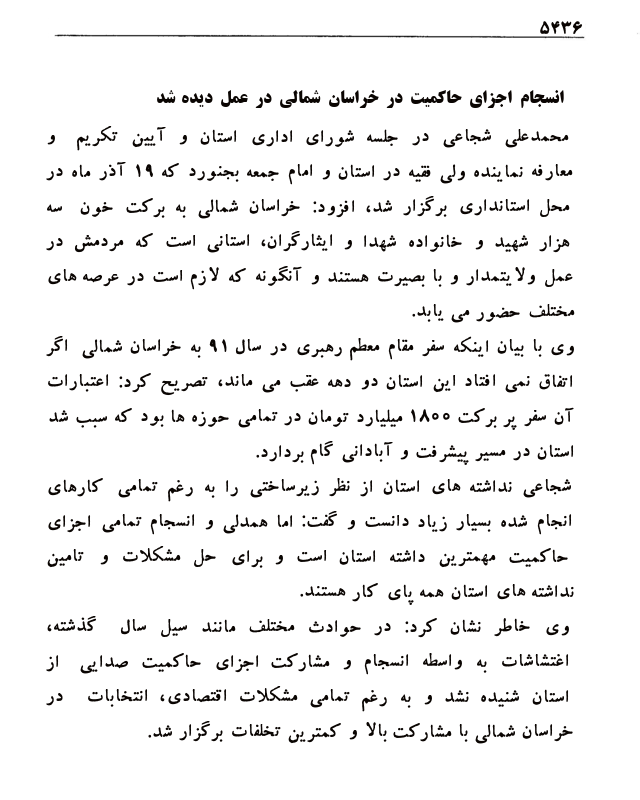 ۵۴۳۶
انسجام اجزای حاکمیت در خراسان شمالی در عمل دیده شد
محمدعلی شجاعی در جلسه شورای اداری استان و آیین تکریم و
معارفه نماینده ولی فقیه در استان و امام جمعه بجنورد که ۱۹ آذر ماه در
محل استانداری برگزار شد، افزود: خراسان شمالی به برکت خون سه
هزار شهید و خانواده شهدا و ایثارگران، استانی است که مردمش در
عمل ولایتمدار و با بصیرت هستند و آنگونه که لازم است در عرصه های
مختلف حضور می یابد.
وی با بیان اینکه سفر مقام معطم رهبری در سال ۹۱ به خراسان شمالی اگر
اتفاق نمی افتاد این استان دو دهه عقب می ماند، تصریح کرد: اعتبارات
آن سفر پر برکت ۱۸۰۰ میلیارد تومان در تمامی حوزه ها بود که سبب شد
استان در مسیر پیشرفت و آبادانی گام بردارد.
شجاعی نداشته های استان از نظر زیرساختی را به رغم تمامی کارهای
انجام شده بسیار زیاد دانست و گفت: اما همدلی و انسجام تمامی اجزای
حاکمیت مهمترین داشته استان است و برای حل مشکلات و تامین
نداشته های استان همه پای کار هستند.
وی خاطر نشان کرد: در حوادث مختلف مانند سیل سال گذشته،
اغتشاشات به واسطه انسجام و مشارکت اجزای حاکمیت صدایی از
استان شنیده نشد و به رغم تمامی مشکلات اقتصادی، انتخابات در
خراسان شمالی با مشارکت بالا و کمترین تخلفات برگزار شد.